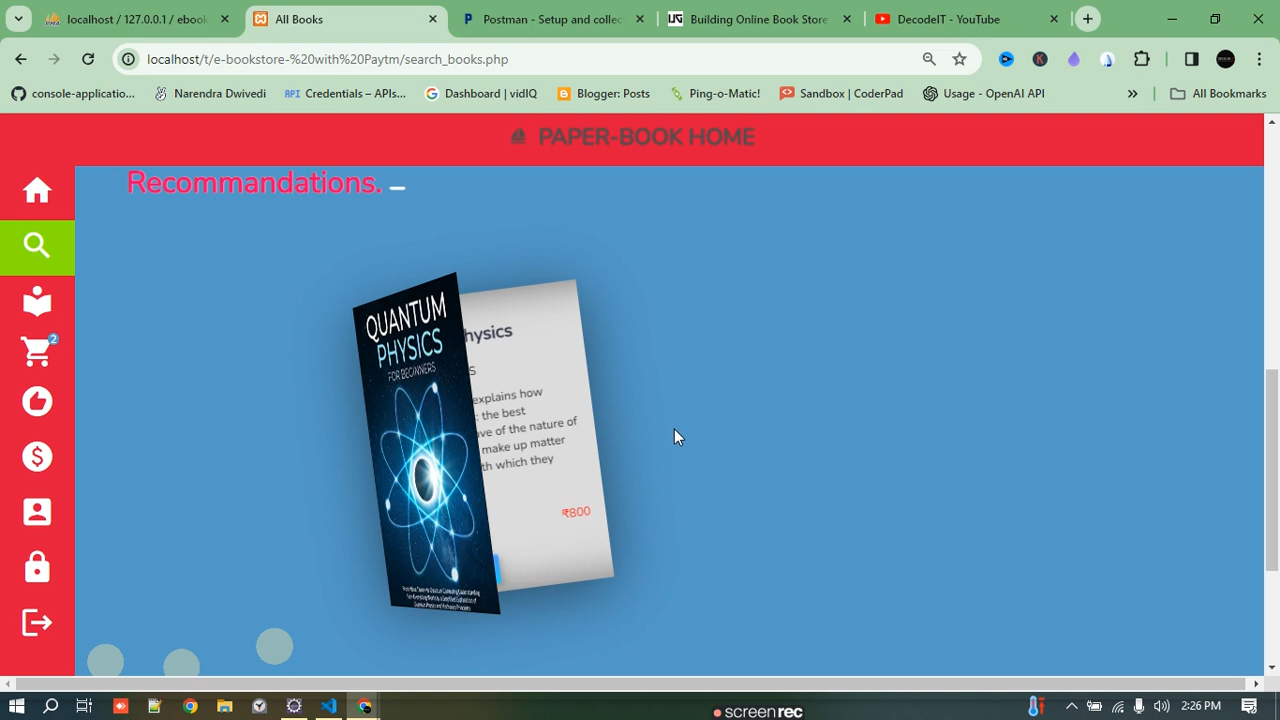 localhost / 127.0.0.1 / ebook
All Books
Postman - Setup and collec
Building Online Book Store
DecodeIT - YouTube
localhost/t/e-bookstore-%20with%20Paytm/search_books.php
console-applicatio...
Narendra Dwivedi
API Credentials – APIs...
Dashboard | vidIQ
Blogger: Posts
Ping-o-Matic!
Sandbox | CoderPad
Usage - OpenAI API
All Bookmarks
PAPER-BOOK HOME
Recommandations.
2
QUANTUM
PHYSICS
FOR BEGINNERS
hysics
S
explains how
: the best
ve of the nature of
make up matter
th which they
₹800
screenrec
2:26 PM